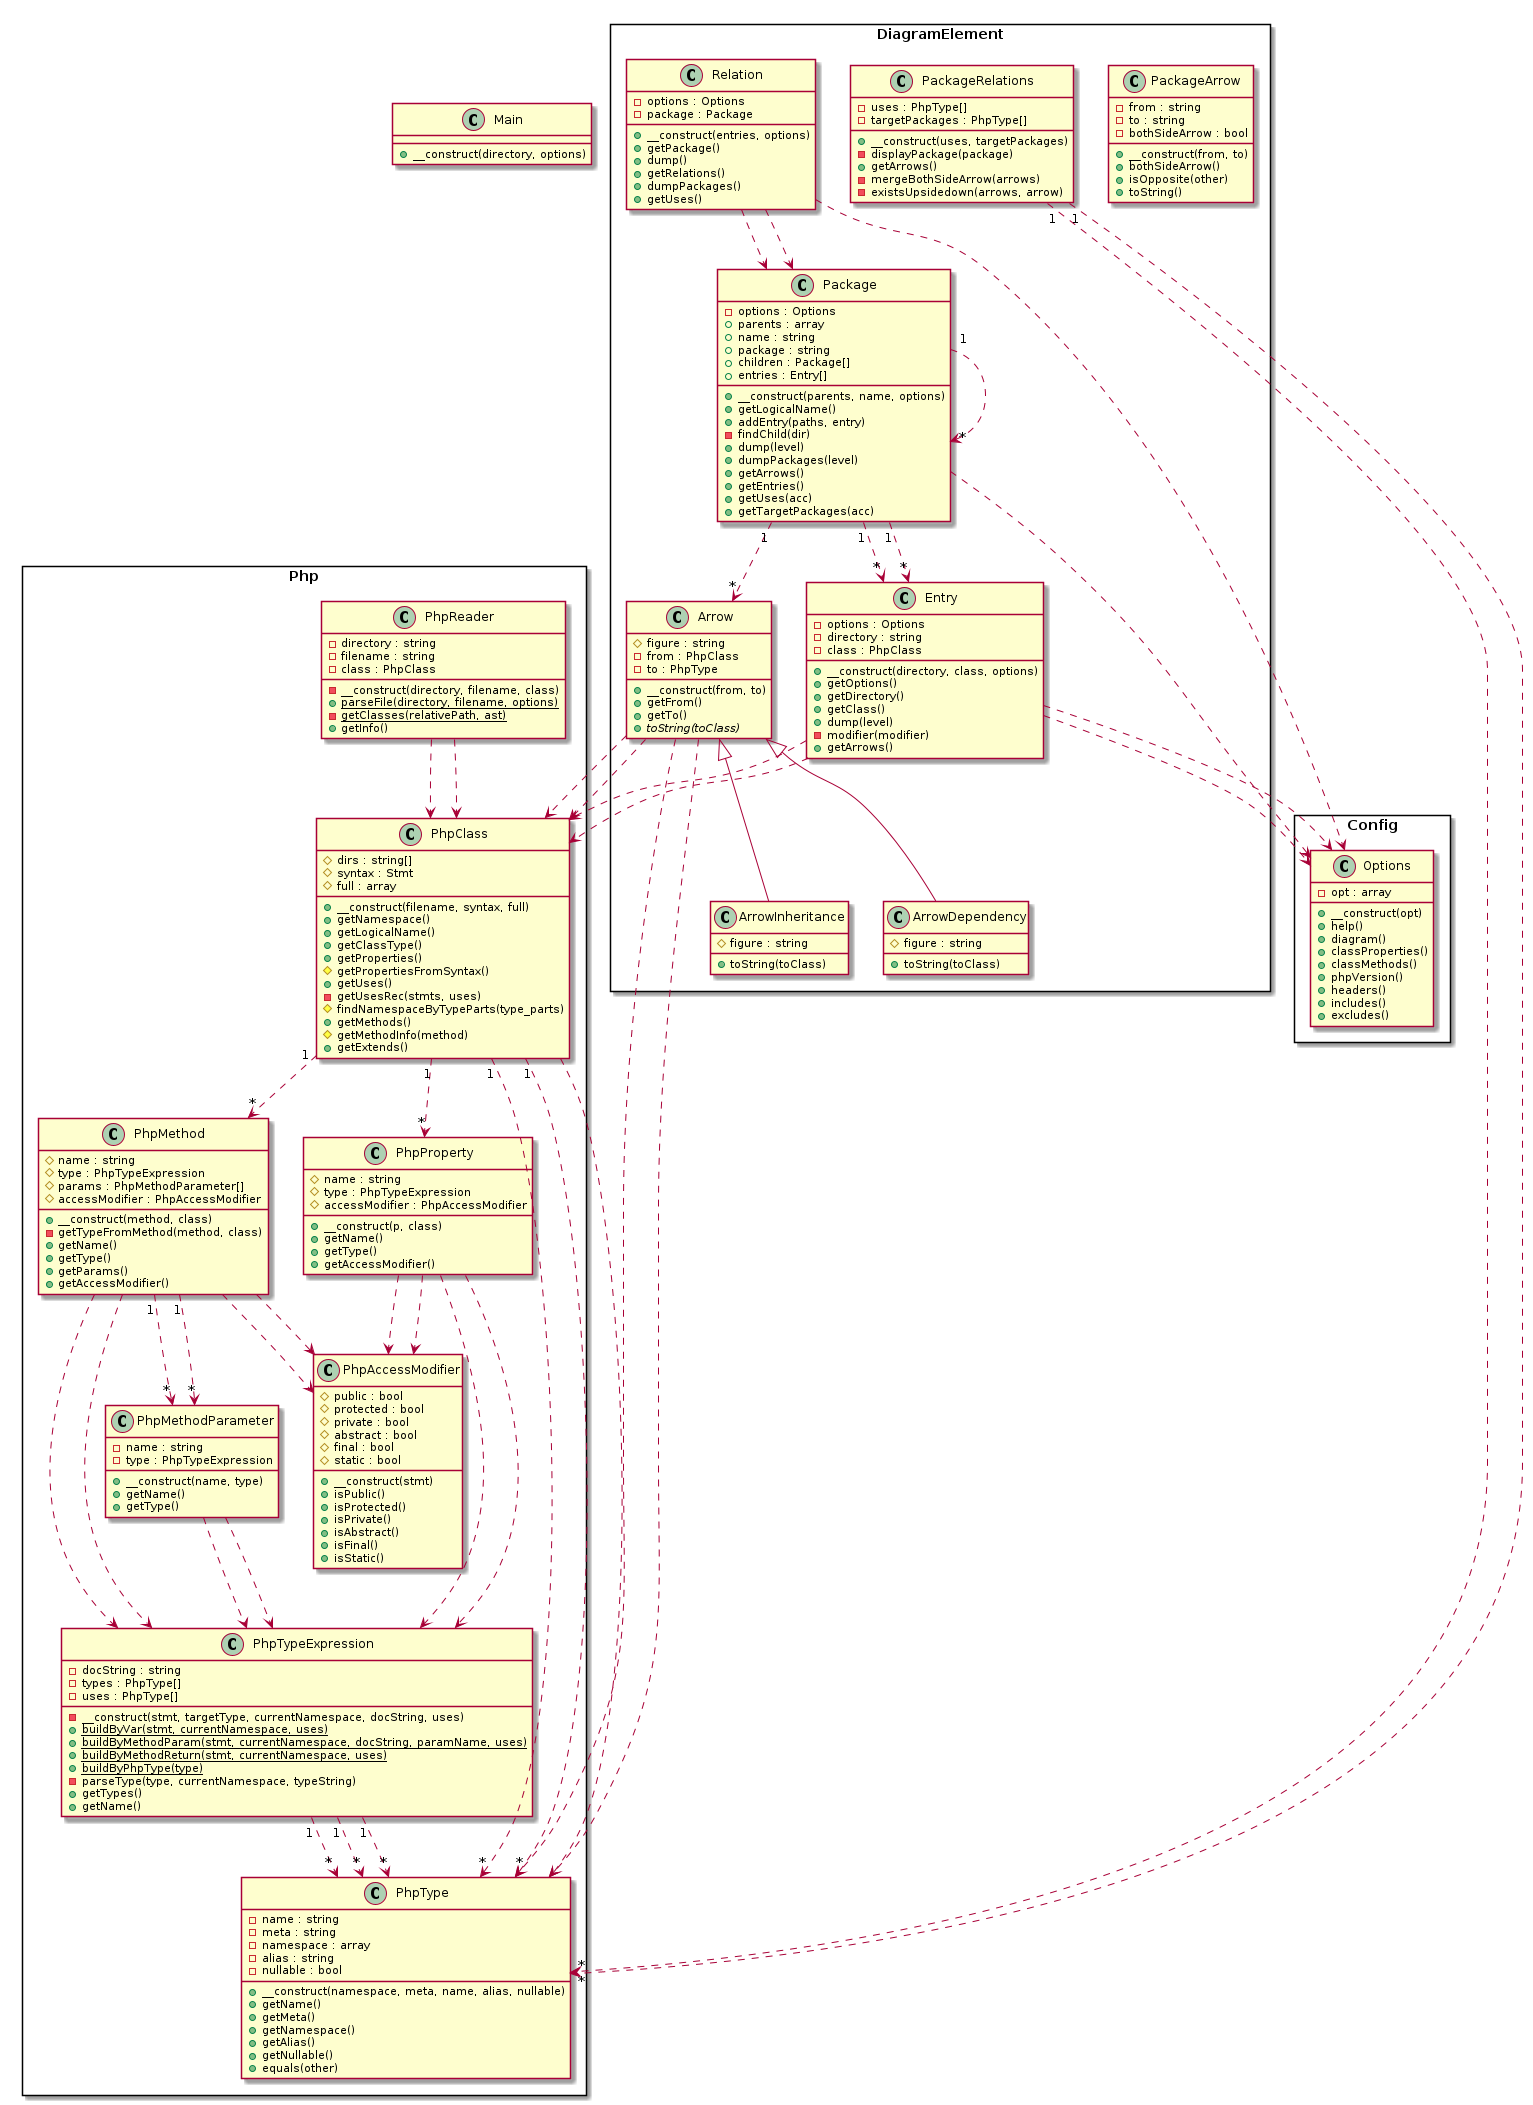 DiagramElement
C Relation
options : Options
package : Package
__construct(entries, options)
getPackage()
dump()
getRelations()
dumpPackages()
getUses()
C PackageRelations
uses : PhpType[]
targetPackages : PhpType[]
__construct(uses, targetPackages)
displayPackage(package)
getArrows()
mergeBothSideArrow(arrows)
existsUpsidedown(arrows, arrow)
1
1
C PackageArrow
from : string
to : string
bothSideArrow : bool
__construct(from, to)
bothSideArrow()
isOpposite(other)
toString()
C Main
__construct(directory, options)
C Package
options : Options
parents : array
name : string
package : string
children : Package[]
entries : Entry[]
__construct(parents, name, options)
getLogicalName()
addEntry(paths, entry)
findChild(dir)
dump(level)
dumpPackages(level)
getArrows()
getEntries()
getUses(acc)
getTargetPackages(acc)
1
*
1
1
1
*
*
*
C Arrow
figure : string
from : PhpClass
to : PhpType
__construct(from, to)
getFrom()
getTo()
toString(toClass)
C Entry
options : Options
directory : string
class : PhpClass
__construct(directory, class, options)
getOptions()
getDirectory()
getClass()
dump(level)
modifier(modifier)
getArrows()
C ArrowInheritance
figure : string
toString(toClass)
C ArrowDependency
figure : string
toString(toClass)
Config
C Options
opt : array
__construct(opt)
help()
diagram()
classProperties()
classMethods()
phpVersion()
headers()
includes()
excludes()
Php
C PhpReader
directory : string
filename : string
class : PhpClass
__construct(directory, filename, class)
parseFile(directory, filename, options)
getClasses(relativePath, ast)
getInfo()
C PhpClass
dirs : string[]
syntax : Stmt
full : array
__construct(filename, syntax, full)
getNamespace()
getLogicalName()
getClassType()
getProperties()
getPropertiesFromSyntax()
getUses()
getUsesRec(stmts, uses)
findNamespaceByTypeParts(type_parts)
getMethods()
getMethodInfo(method)
getExtends()
1
1
1
1
*
*
C PhpMethod
name : string
type : PhpTypeExpression
params : PhpMethodParameter[]
accessModifier : PhpAccessModifier
__construct(method, class)
getTypeFromMethod(method, class)
getName()
getType()
getParams()
getAccessModifier()
C PhpProperty
name : string
type : PhpTypeExpression
accessModifier : PhpAccessModifier
__construct(p, class)
getName()
getType()
getAccessModifier()
1
1
*
*
C PhpMethodParameter
name : string
type : PhpTypeExpression
__construct(name, type)
getName()
getType()
C PhpAccessModifier
public : bool
protected : bool
private : bool
abstract : bool
final : bool
static : bool
__construct(stmt)
isPublic()
isProtected()
isPrivate()
isAbstract()
isFinal()
isStatic()
C PhpTypeExpression
docString : string
types : PhpType[]
uses : PhpType[]
__construct(stmt, targetType, currentNamespace, docString, uses)
buildByVar(stmt, currentNamespace, uses)
buildByMethodParam(stmt, currentNamespace, docString, paramName, uses)
buildByMethodReturn(stmt, currentNamespace, uses)
buildByPhpType(type)
parseType(type, currentNamespace, typeString)
getTypes()
getName()
1
1
1
*
*
*
*
*
C PhpType
name : string
meta : string
namespace : array
alias : string
nullable : bool
__construct(namespace, meta, name, alias, nullable)
getName()
getMeta()
getNamespace()
getAlias()
getNullable()
equals(other)
*
*